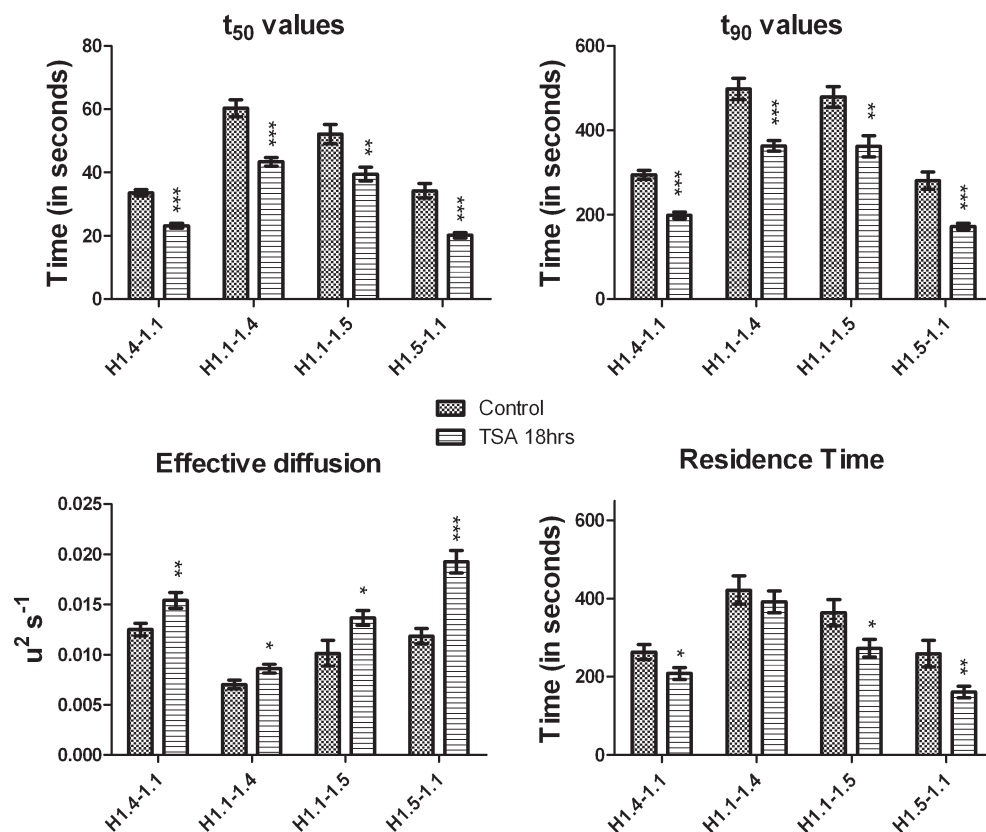 t50 values
80
60
40
20
0
Time (in seconds)
***
***
**
***
H1.4-1.1
H1.1-1.4
H1.1-1.5
H1.5-1.1
t90 values
600
400
200
0
Time (in seconds)
***
***
**
***
H1.4-1.1
H1.1-1.4
H1.1-1.5
H1.5-1.1
Control
TSA 18hrs
Effective diffusion
0.025
0.020
0.015
0.010
0.005
0.000
u² s⁻¹
**
*
*
***
H1.4-1.1
H1.1-1.4
H1.1-1.5
H1.5-1.1
Residence Time
600
400
200
0
Time (in seconds)
*
*
**
H1.4-1.1
H1.1-1.4
H1.1-1.5
H1.5-1.1